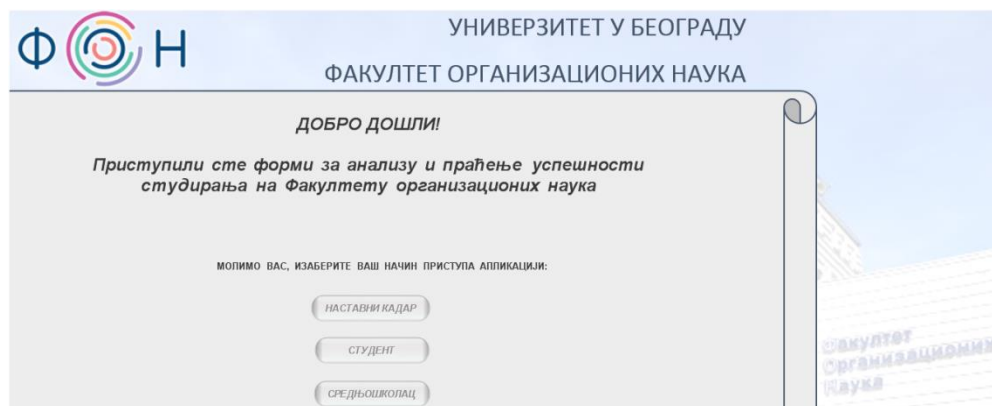 ФОН
УНИВЕРЗИТЕТ У БЕОГРАДУ
ФАКУЛТЕТ ОРГАНИЗАЦИОНИХ НАУКА
ДОБРО ДОШЛИ!
Приступили сте форми за анализу и праћење успешности
студирања на Факултету организационих наука
МОЛИМО ВАС, ИЗАБЕРИТЕ ВАШ НАЧИН ПРИСТУПА АПЛИКАЦИЈИ:
НАСТАВНИ КАДАР
СТУДЕНТ
СРЕДЊОШКОЛАЦ
Факултет
Организационих
Наука